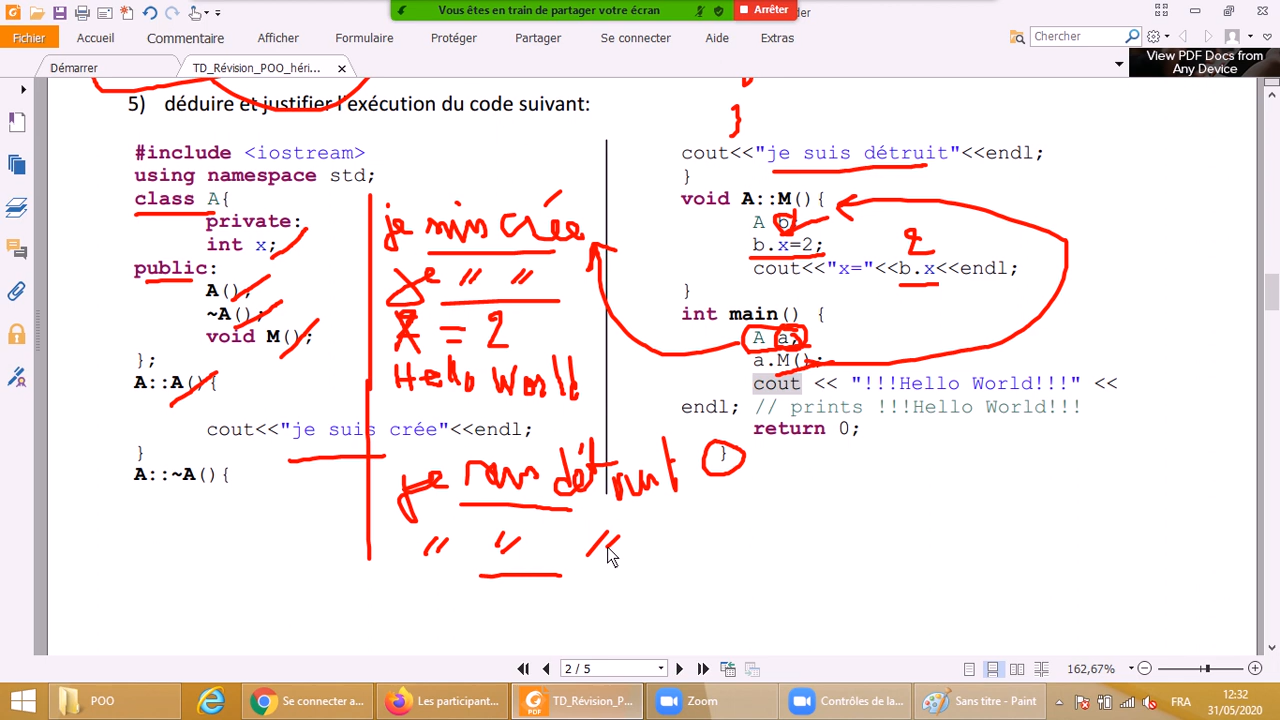 Vous êtes en train de partager votre écran
Arrêter
der
Fichier
Accueil
Commentaire
Afficher
Formulaire
Protéger
Partager
Se connecter
Aide
Extras
Chercher
Démarrer
TD_Révision_POO_héri...
View PDF Docs from
Any Device
5) déduire et justifier l'exécution du code suivant:
#include <iostream>
using namespace std;
class A{
private:
int x;
public:
A();
~A();
void M();
};
A::A(){
cout<<"je suis crée"<<endl;
}
A::~A(){
je suis crée
je " "
x = 2
Hello World
je suis détruit
" " "
}
cout<<"je suis détruit"<<endl;
}
void A::M(){
A b;
b.x=2;
2
cout<<"x="<<b.x<<endl;
}
int main() {
A a;
a.M();
cout << "!!!Hello World!!!" <<
endl; // prints !!!Hello World!!!
return 0;
}
2 / 5
162,67%
POO
Se connecter a...
Les participant...
TD_Révision_P...
Zoom
Contrôles de la...
Sans titre - Paint
FRA
12:32
31/05/2020